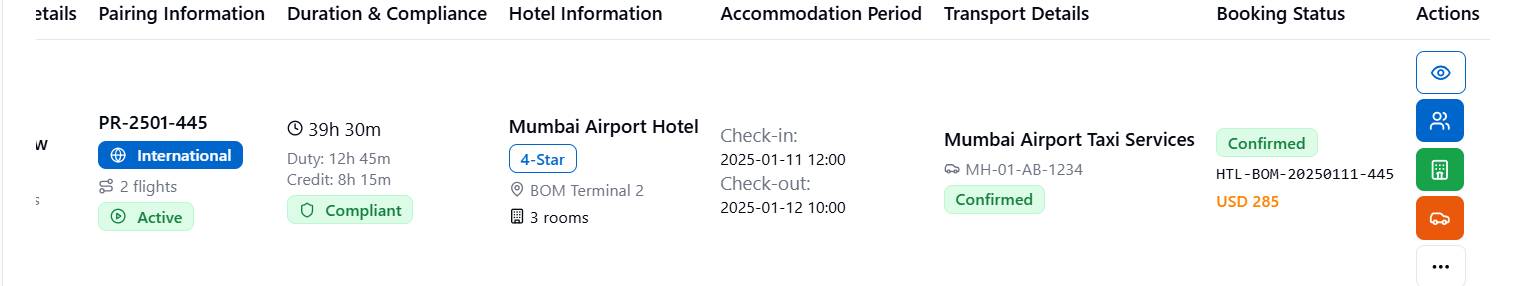 etails Pairing Information Duration & Compliance Hotel Information Accommodation Period Transport Details Booking Status Actions
w
s
PR-2501-445
International
2 flights
Active
39h 30m
Duty: 12h 45m
Credit: 8h 15m
Compliant
Mumbai Airport Hotel
4-Star
BOM Terminal 2
3 rooms
Check-in:
2025-01-11 12:00
Check-out:
2025-01-12 10:00
Mumbai Airport Taxi Services
MH-01-AB-1234
Confirmed
Confirmed
HTL-BOM-20250111-445
USD 285